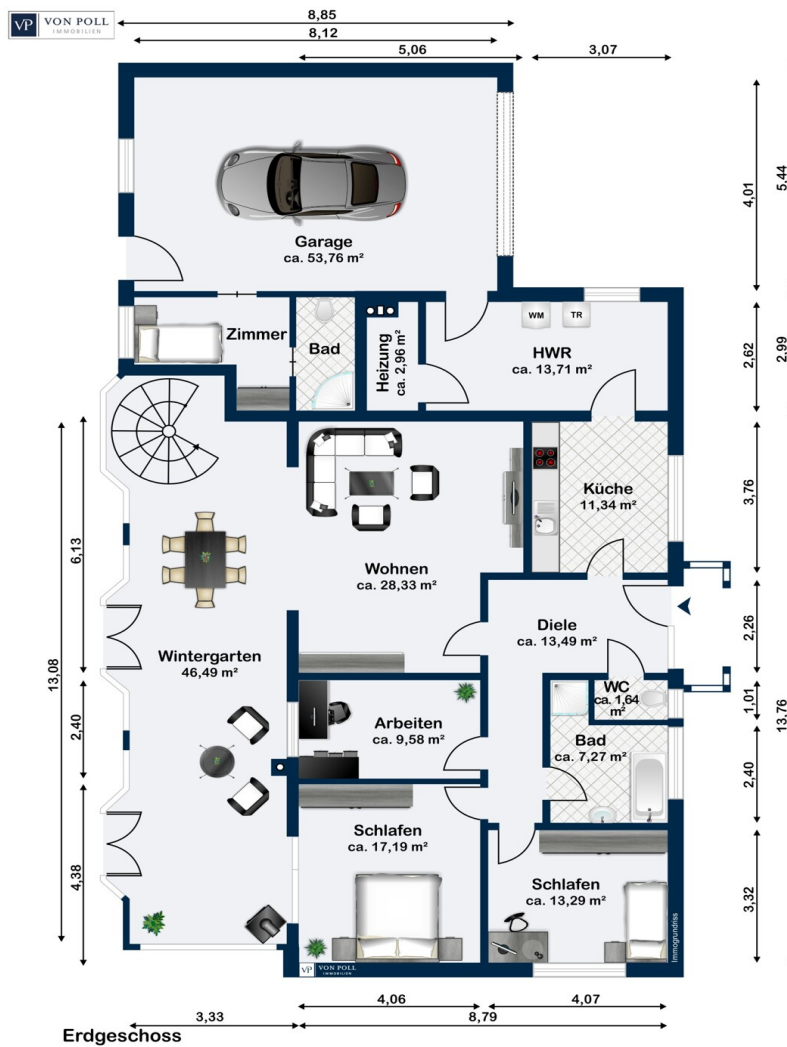 VP VON POLL
IMMOBILIEN
8,85
8,12
5,06
3,07
4,01
5.44
Garage
ca. 53,76 m²
Zimmer
Bad
Heizung
ca. 2,96 m²
WM
TR
HWR
ca. 13,71 m²
2,62
2.99
Küche
11,34 m²
3,76
Wohnen
ca. 28,33 m²
6,13
13,08
Diele
ca. 13,49 m²
2,26
Wintergarten
46,49 m²
WC
ca. 1,64
m²
1,01
13.76
Arbeiten
ca. 9,58 m²
2,40
Bad
ca. 7,27 m²
2,40
Schlafen
ca. 17,19 m²
4,38
Schlafen
ca. 13,29 m²
3,32
Immogrundriss
VP VON POLL
IMMOBILIEN
4,06
4,07
3,33
8,79
Erdgeschoss